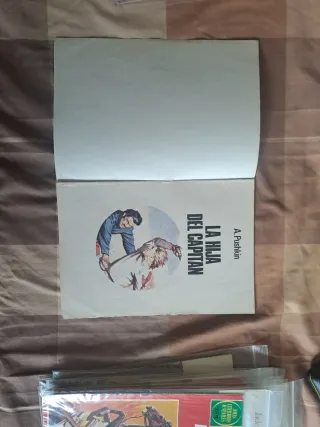 A. Pushkin
LA HIJA
DEL CAPITAN